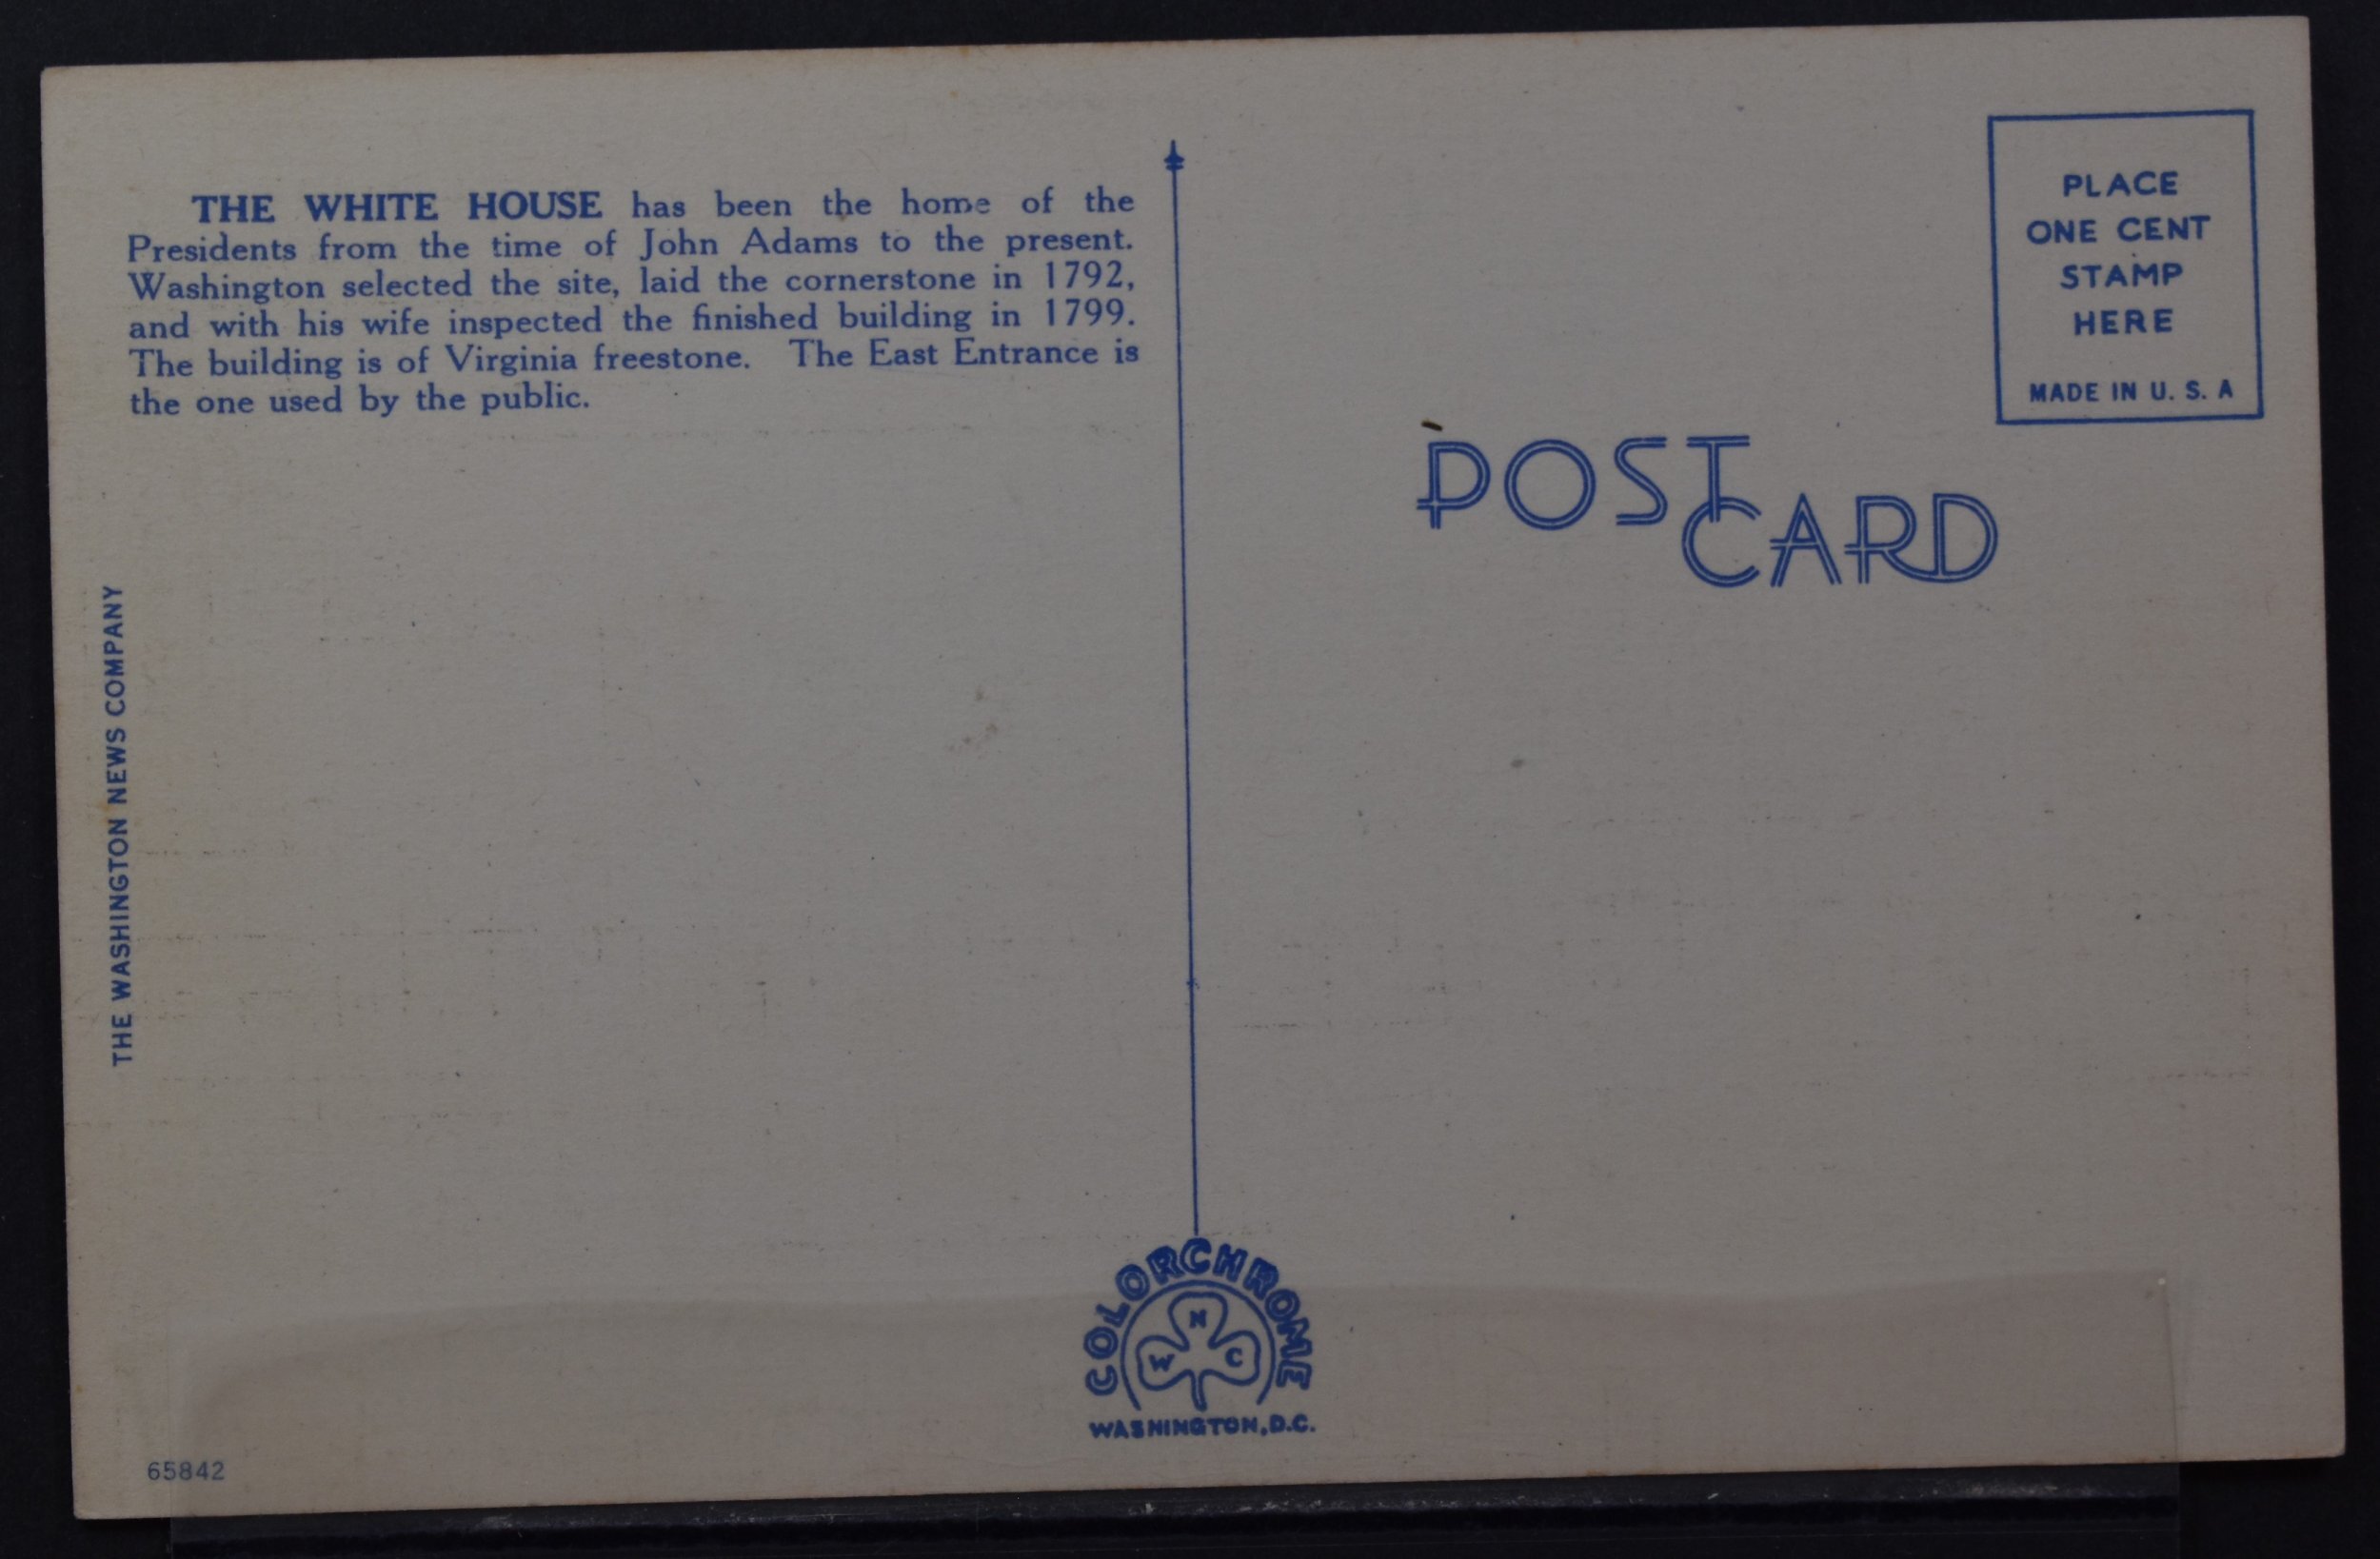 THE WHITE HOUSE has been the home of the
Presidents from the time of John Adams to the present.
Washington selected the site, laid the cornerstone in 1792,
and with his wife inspected the finished building in 1799.
The building is of Virginia freestone. The East Entrance is
the one used by the public.
THE WASHINGTON NEWS COMPANY
65842
PLACE
ONE CENT
STAMP
HERE
MADE IN U. S. A
POST
CARD
COLORCHROME
N
W C
WASHINGTON, D.C.